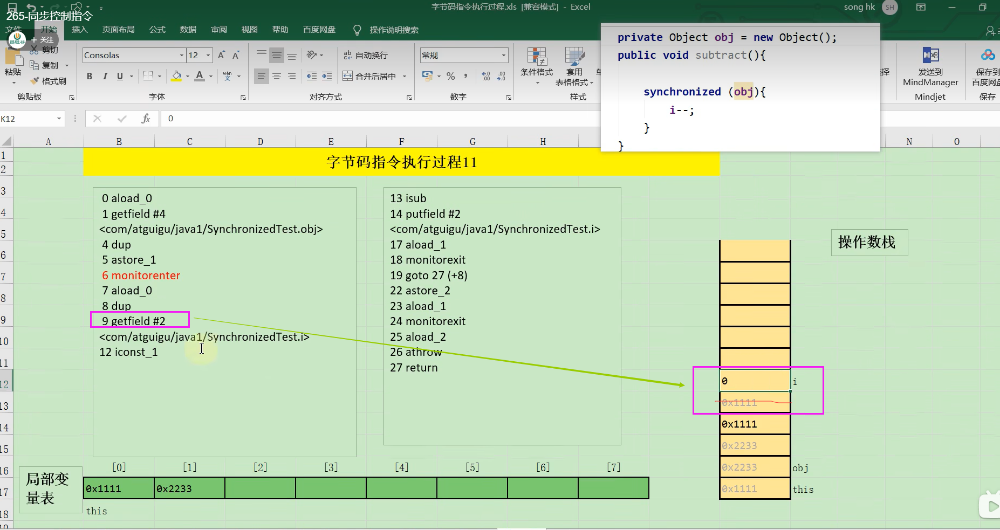 字节码指令执行过程.xls [兼容模式] - Excel
song hk
SH
265-同步控制指令
文件
开始
插入
页面布局
公式
数据
审阅
视图
帮助
百度网盘
操作说明搜索
+ 关注
粘贴
剪切
复制
格式刷
剪贴板
Consolas
12
B I U
A
wén
文
字体
自动换行
合并后居中
对齐方式
常规
%
数字
条件格式
套用
表格格式
样式
发送到
MindManager
Mindjet
保存到
百度网盘
保存
private Object obj = new Object();
public void subtract(){
synchronized (obj){
i--;
}
}
K12
fx
0
A B C D E F G H N O
1
2
3
4
5
6
7
8
9
10
11
12
13
14
15
16
17
18
19
字节码指令执行过程11
0 aload_0
1 getfield #4
<com/atguigu/java1/SynchronizedTest.obj>
4 dup
5 astore_1
6 monitorenter
7 aload_0
8 dup
9 getfield #2
<com/atguigu/java1/SynchronizedTest.i>
12 iconst_1
13 isub
14 putfield #2
<com/atguigu/java1/SynchronizedTest.i>
17 aload_1
18 monitorexit
19 goto 27 (+8)
22 astore_2
23 aload_1
24 monitorexit
25 aload_2
26 athrow
27 return
操作数栈
0 i
0x1111
0x1111
0x2233
0x2233 obj
0x1111 this
[0] [1] [2] [3] [4] [5] [6] [7]
局部变
量表
0x1111 0x2233
this